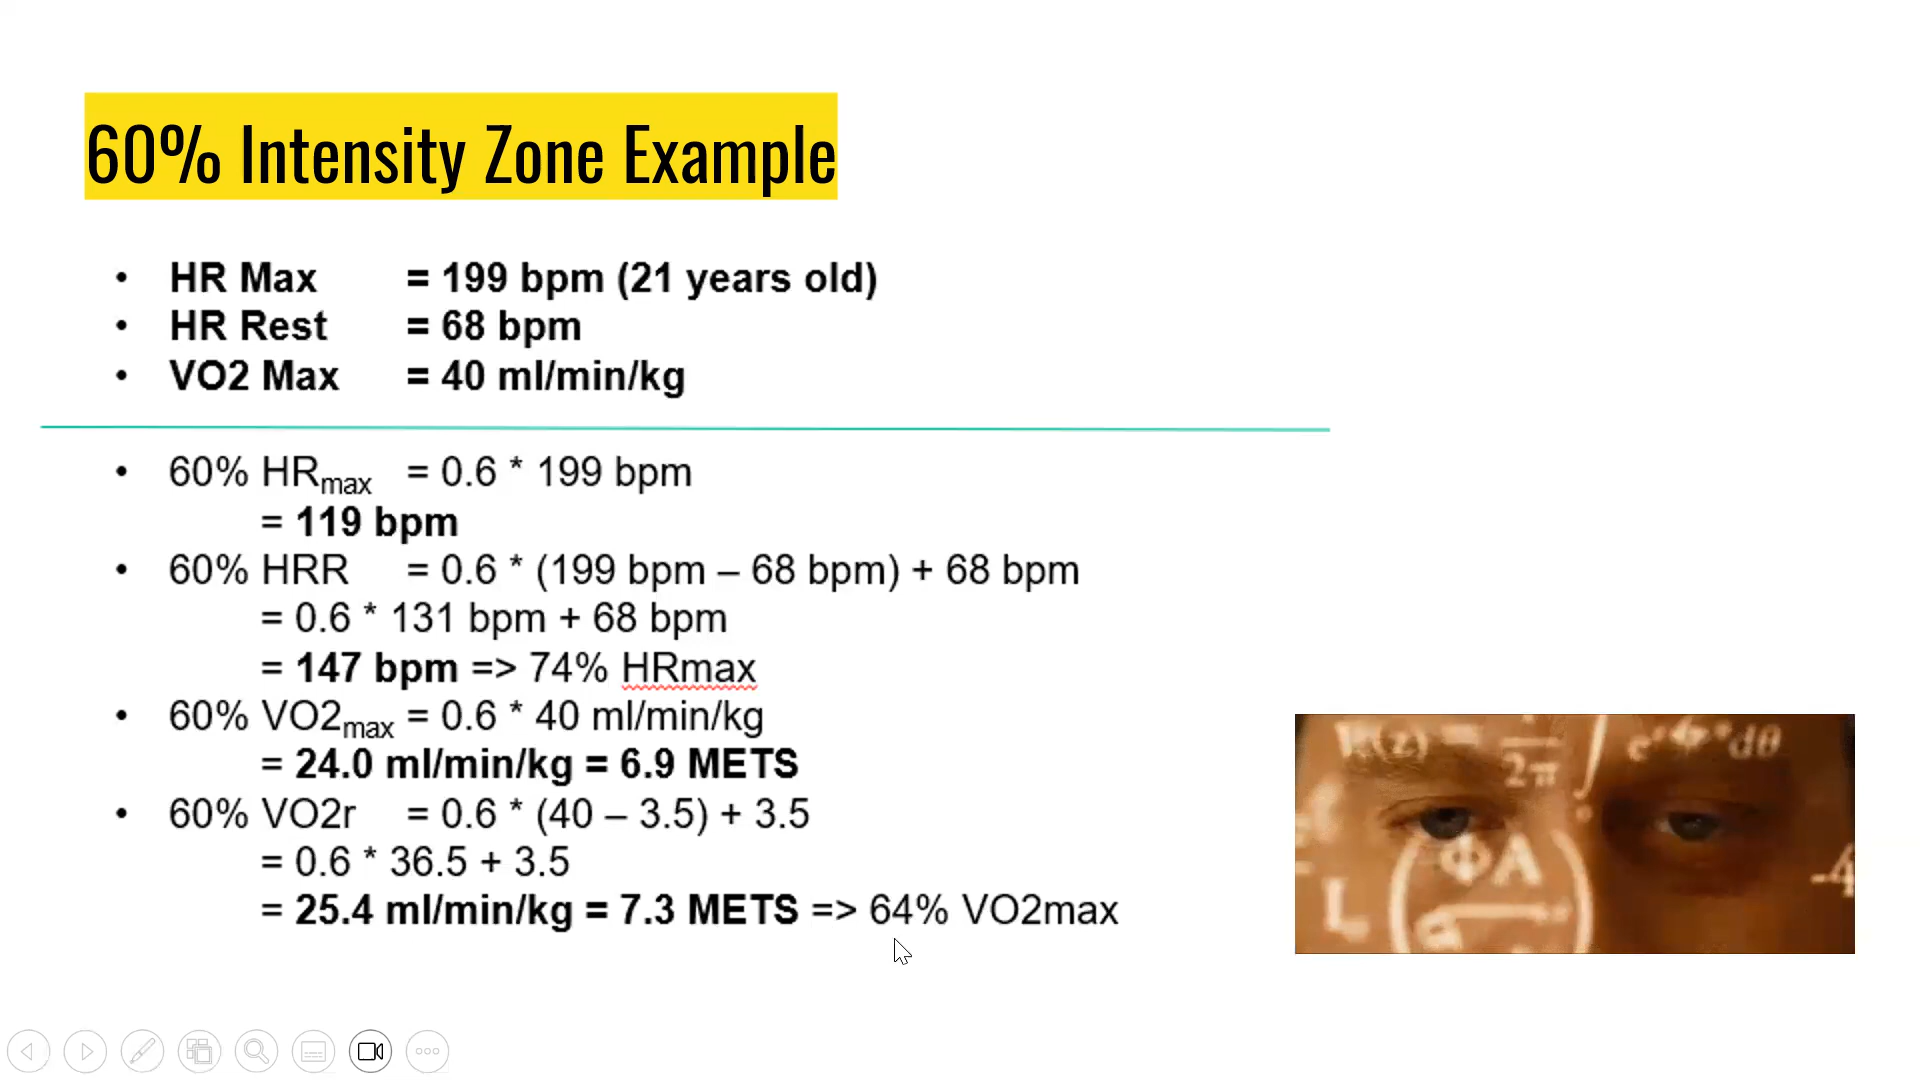 60% Intensity Zone Example
• HR Max = 199 bpm (21 years old)
• HR Rest = 68 bpm
• VO2 Max = 40 ml/min/kg
• 60% HRmax = 0.6 * 199 bpm
= 119 bpm
• 60% HRR = 0.6 * (199 bpm – 68 bpm) + 68 bpm
= 0.6 * 131 bpm + 68 bpm
= 147 bpm => 74% HRmax
• 60% VO2max = 0.6 * 40 ml/min/kg
= 24.0 ml/min/kg = 6.9 METS
• 60% VO2r = 0.6 * (40 – 3.5) + 3.5
= 0.6 * 36.5 + 3.5
= 25.4 ml/min/kg = 7.3 METS => 64% VO2max
2π
dθ
ΦA
-4
L